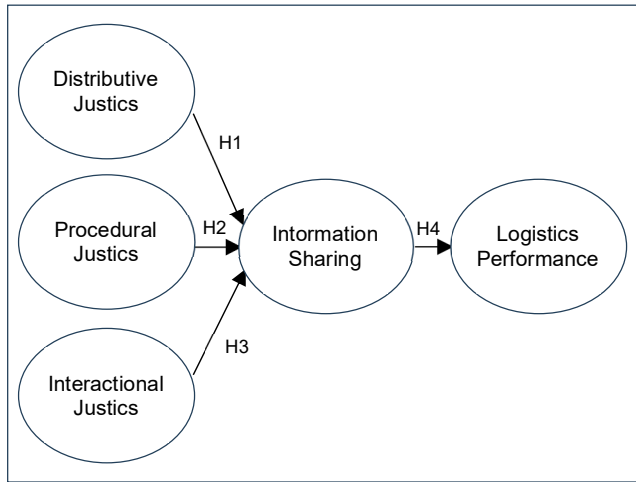 Distributive
Justics
H1
Procedural
Justics
H2
Intormation
Sharing
H4
Logistics
Performance
H3
Interactional
Justics